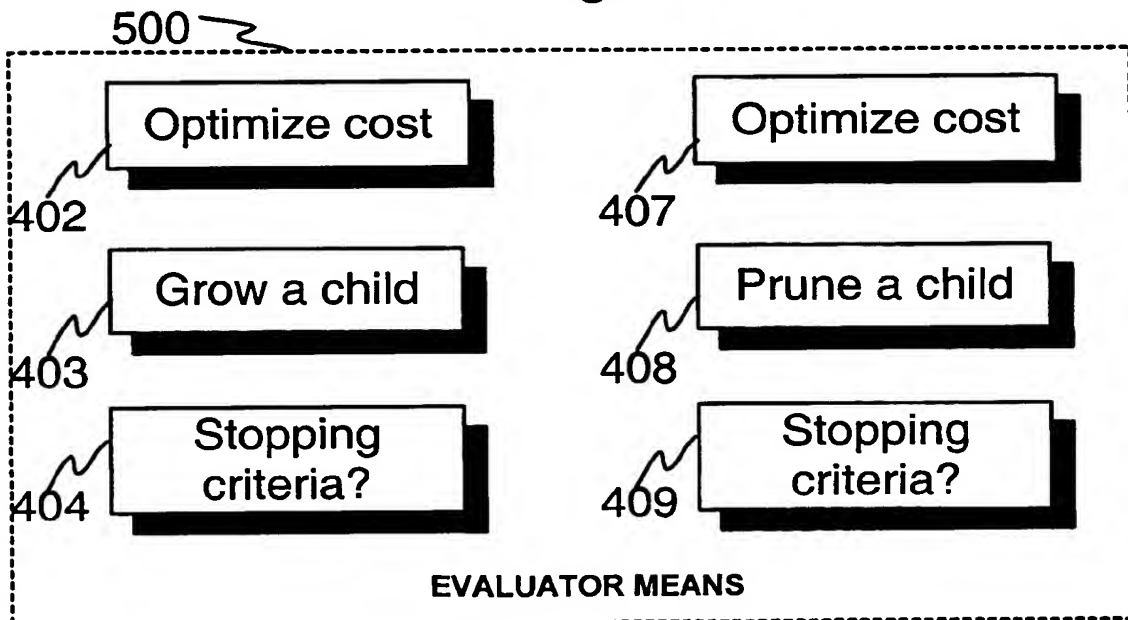 500
Optimize cost
402
Grow a child
403
Stopping
criteria?
404
Optimize cost
407
Prune a child
408
Stopping
criteria?
409
EVALUATOR MEANS